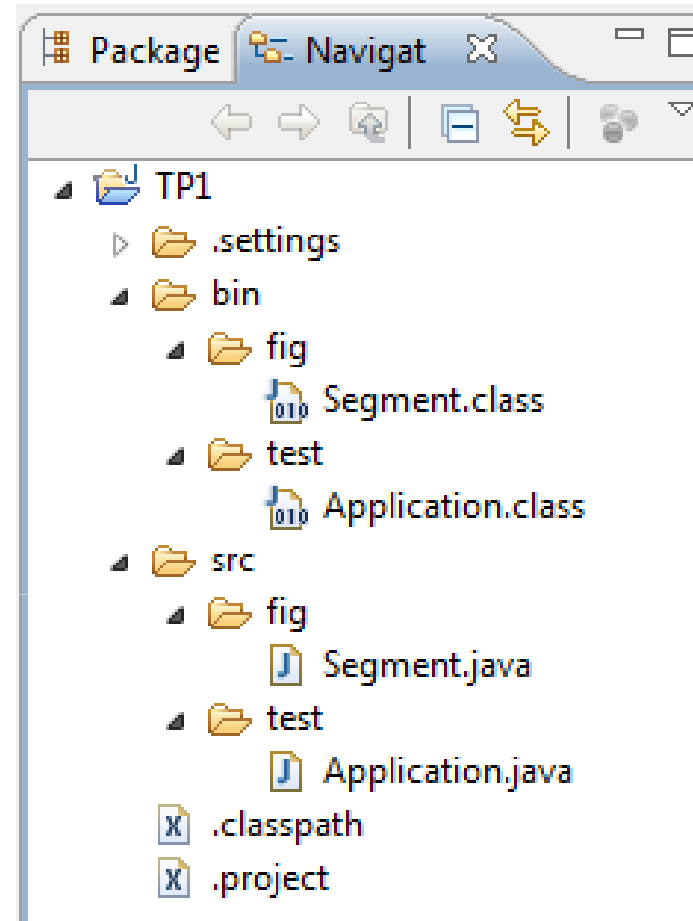 Package Navigat
TP1
.settings
bin
fig
Segment.class
test
Application.class
src
fig
Segment.java
test
Application.java
.classpath
.project